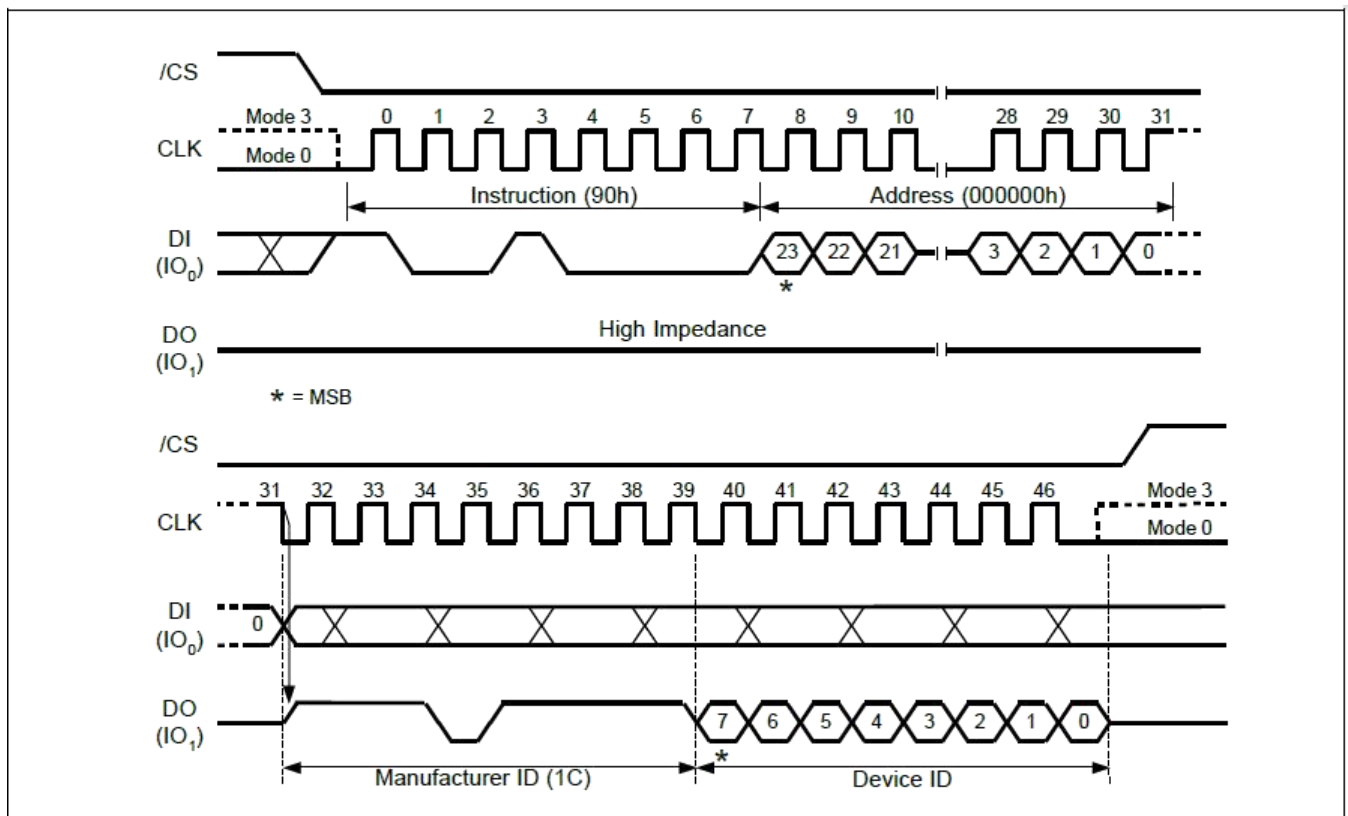 /CS
Mode 3 0 1 2 3 4 5 6 7 8 9 10 28 29 30 31
CLK
Mode 0
Instruction (90h) Address (000000h)
DI
(IO0) 23 22 21 3 2 1 0
*
DO High Impedance
(IO1)
* = MSB
/CS
31 32 33 34 35 36 37 38 39 40 41 42 43 44 45 46 Mode 3
CLK
Mode 0
DI
(IO0) 0
DO
(IO1) 7 6 5 4 3 2 1 0
*
Manufacturer ID (1C) Device ID